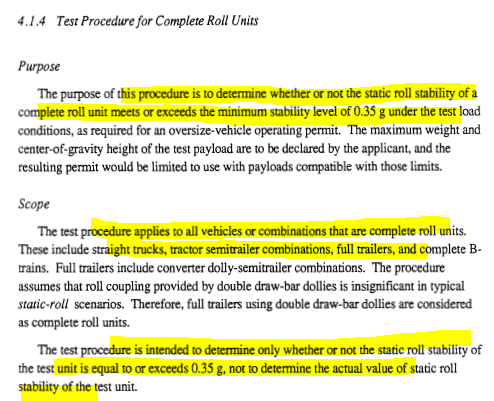 4.1.4 Test Procedure for Complete Roll Units
Purpose
The purpose of this procedure is to determine whether or not the static roll stability of a
complete roll unit meets or exceeds the minimum stability level of 0.35 g under the test load
conditions, as required for an oversize-vehicle operating permit. The maximum weight and
center-of-gravity height of the test payload are to be declared by the applicant, and the
resulting permit would be limited to use with payloads compatible with those limits.
Scope
The test procedure applies to all vehicles or combinations that are complete roll units.
These include straight trucks, tractor semitrailer combinations, full trailers, and complete B-
trains. Full trailers include converter dolly-semitrailer combinations. The procedure
assumes that roll coupling provided by double draw-bar dollies is insignificant in typical
static-roll scenarios. Therefore, full trailers using double draw-bar dollies are considered
as complete roll units.
The test procedure is intended to determine only whether or not the static roll stability of
the test unit is equal to or exceeds 0.35 g, not to determine the actual value of static roll
stability of the test unit.